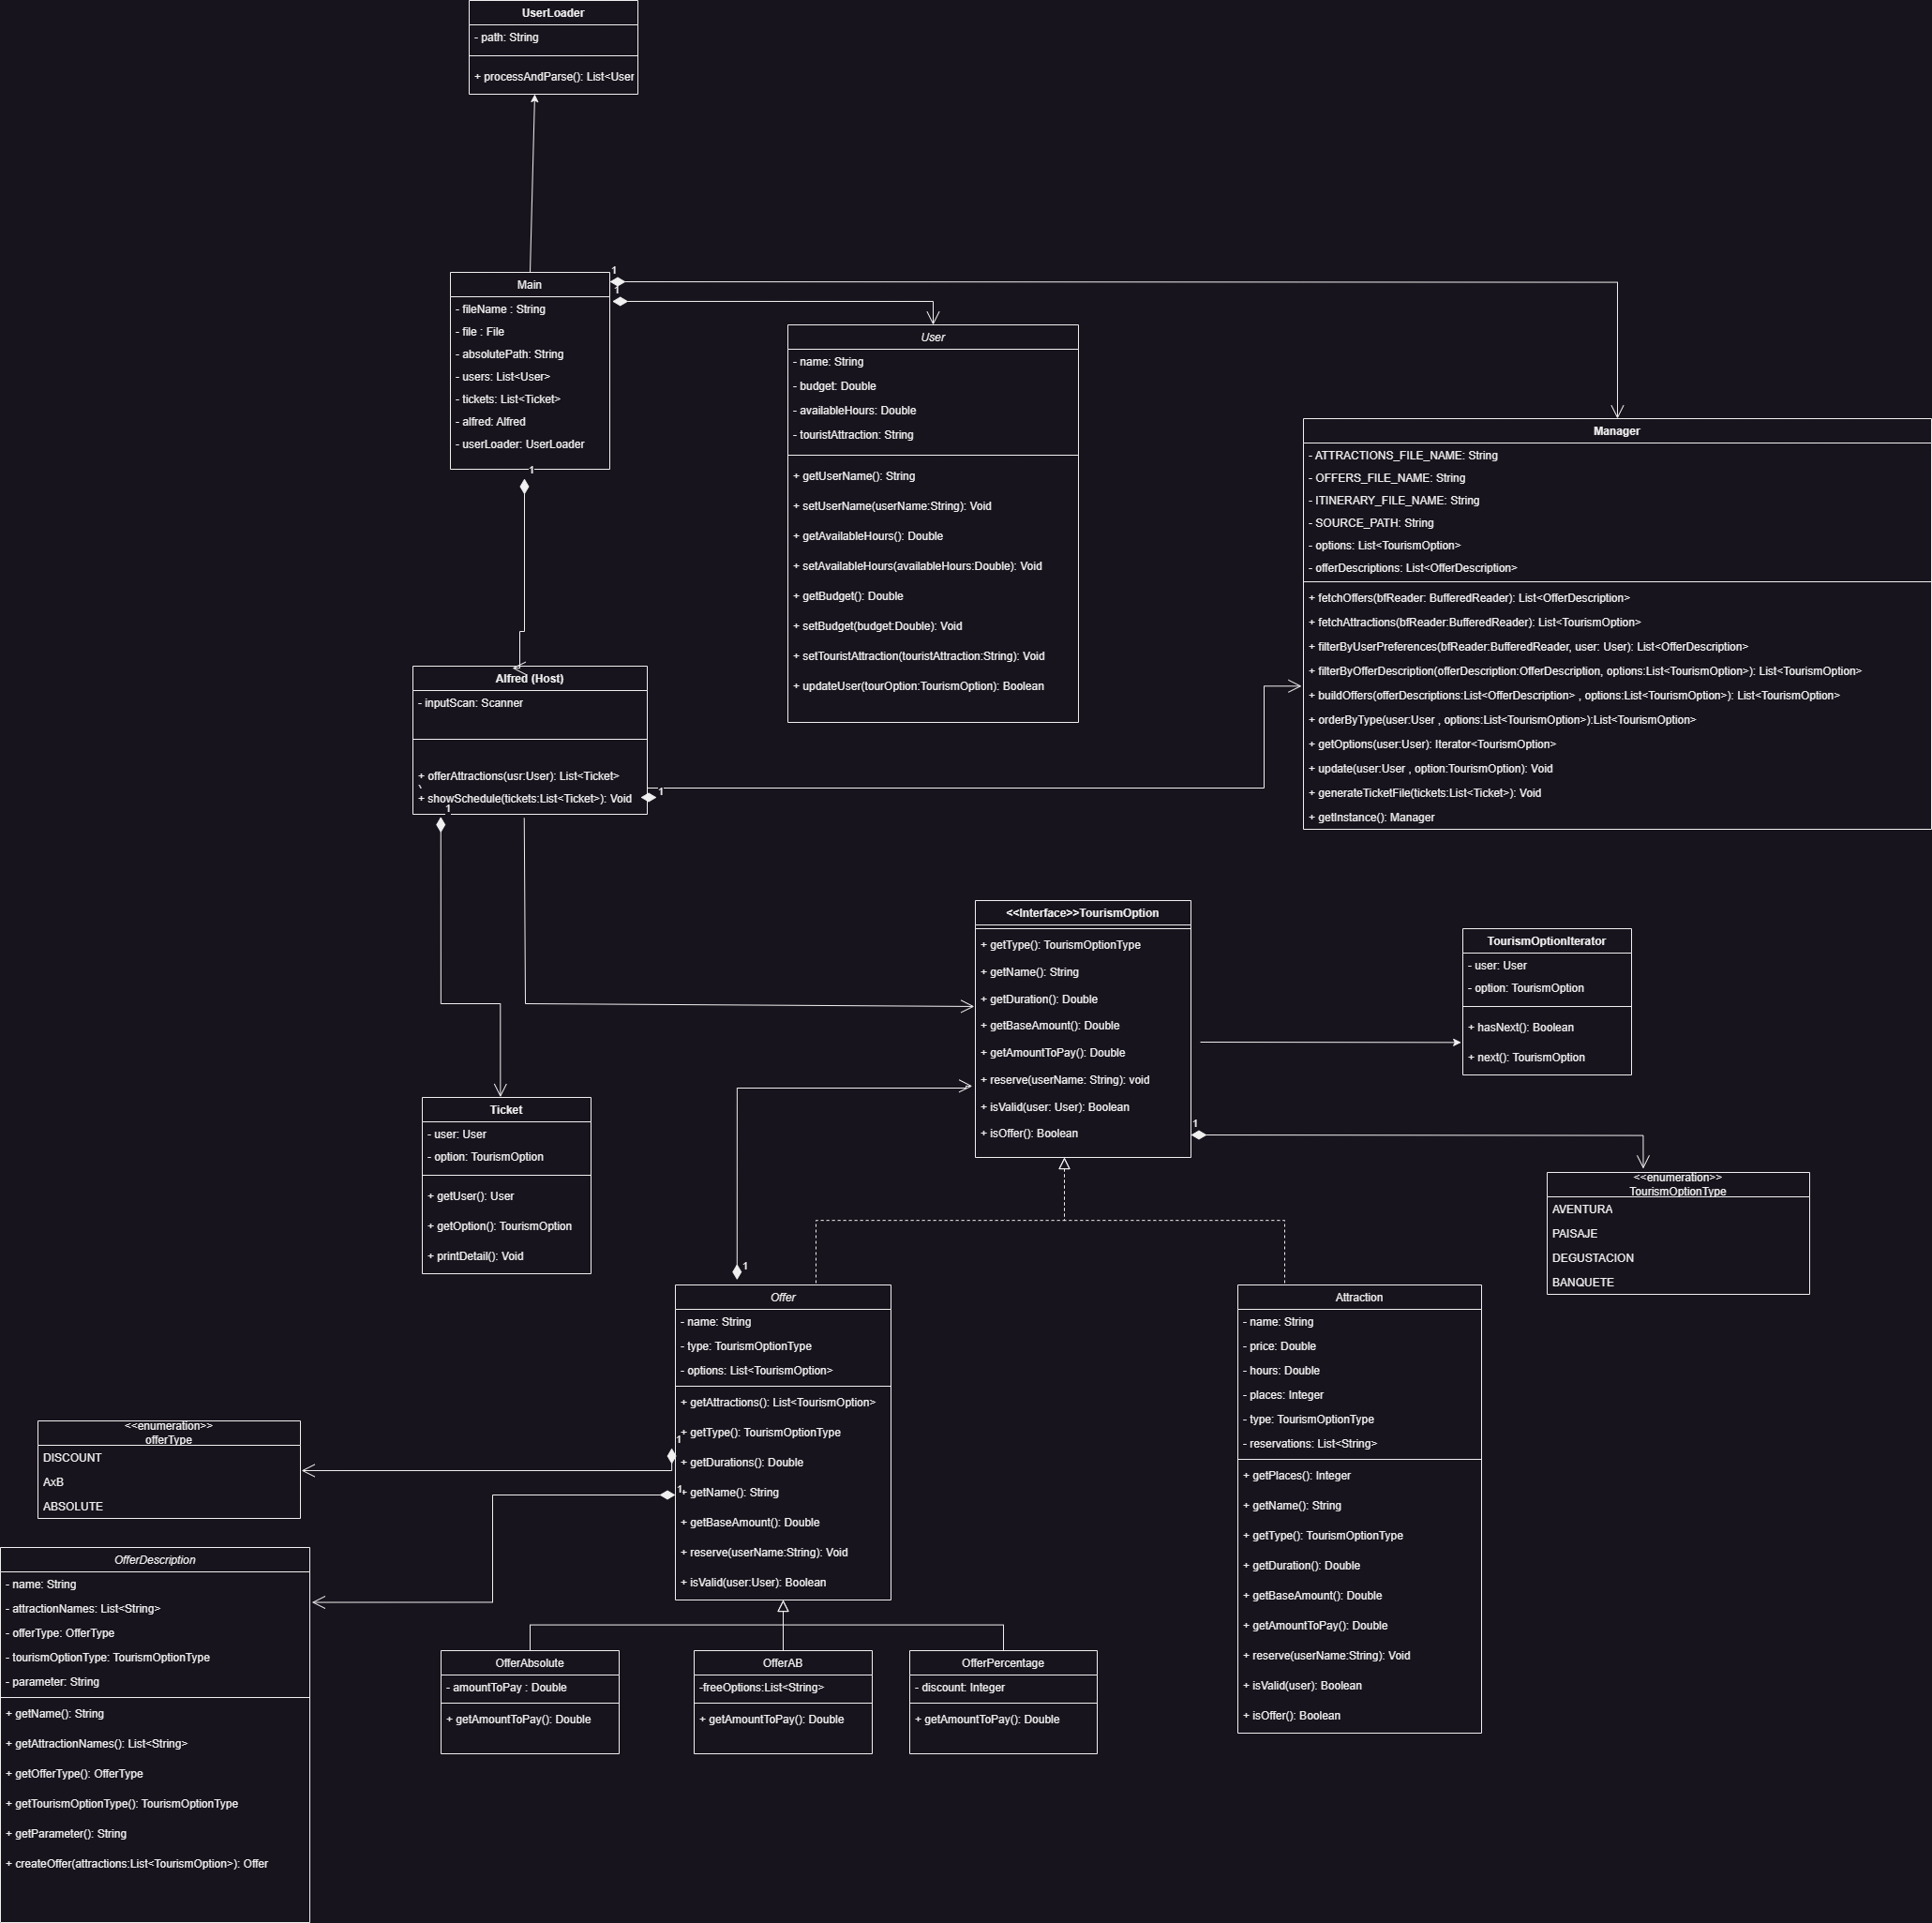 UserLoader
- path: String
+ processAndParse(): List<User
Main
- fileName : String
- file : File
- absolutePath: String
- users: List<User>
- tickets: List<Ticket>
- alfred: Alfred
- userLoader: UserLoader
1
1
1
User
- name: String
- budget: Double
- availableHours: Double
- touristAttraction: String
+ getUserName(): String
+ setUserName(userName:String): Void
+ getAvailableHours(): Double
+ setAvailableHours(availableHours:Double): Void
+ getBudget(): Double
+ setBudget(budget:Double): Void
+ setTouristAttraction(touristAttraction:String): Void
+ updateUser(tourOption:TourismOption): Boolean
Manager
- ATTRACTIONS_FILE_NAME: String
- OFFERS_FILE_NAME: String
- ITINERARY_FILE_NAME: String
- SOURCE_PATH: String
- options: List<TourismOption>
- offerDescriptions: List<OfferDescription>
+ fetchOffers(bfReader: BufferedReader): List<OfferDescription>
+ fetchAttractions(bfReader:BufferedReader): List<TourismOption>
+ filterByUserPreferences(bfReader:BufferedReader, user: User): List<OfferDescription>
+ filterByOfferDescription(offerDescription:OfferDescription, options:List<TourismOption>): List<TourismOption>
+ buildOffers(offerDescriptions:List<OfferDescription> , options:List<TourismOption>): List<TourismOption>
+ orderByType(user:User , options:List<TourismOption>):List<TourismOption>
+ getOptions(user:User): Iterator<TourismOption>
+ update(user:User , option:TourismOption): Void
+ generateTicketFile(tickets:List<Ticket>): Void
+ getInstance(): Manager
Alfred (Host)
- inputScan: Scanner
+ offerAttractions(usr:User): List<Ticket>
+ showSchedule(tickets:List<Ticket>): Void
1
1
<<Interface>>TourismOption
+ getType(): TourismOptionType
+ getName(): String
+ getDuration(): Double
+ getBaseAmount(): Double
+ getAmountToPay(): Double
+ reserve(userName: String): void
+ isValid(user: User): Boolean
+ isOffer(): Boolean
1
TourismOptionIterator
- user: User
- option: TourismOption
+ hasNext(): Boolean
+ next(): TourismOption
Ticket
- user: User
- option: TourismOption
+ getUser(): User
+ getOption(): TourismOption
+ printDetail(): Void
<<enumeration>>
TourismOptionType
AVENTURA
PAISAJE
DEGUSTACION
BANQUETE
1
Offer
- name: String
- type: TourismOptionType
- options: List<TourismOption>
+ getAttractions(): List<TourismOption>
+ getType(): TourismOptionType
+ getDurations(): Double
+ getName(): String
+ getBaseAmount(): Double
+ reserve(userName:String): Void
+ isValid(user:User): Boolean
1
1
Attraction
- name: String
- price: Double
- hours: Double
- places: Integer
- type: TourismOptionType
- reservations: List<String>
+ getPlaces(): Integer
+ getName(): String
+ getType(): TourismOptionType
+ getDuration(): Double
+ getBaseAmount(): Double
+ getAmountToPay(): Double
+ reserve(userName:String): Void
+ isValid(user): Boolean
+ isOffer(): Boolean
<<enumeration>>
offerType
DISCOUNT
AxB
ABSOLUTE
OfferDescription
- name: String
- attractionNames: List<String>
- offerType: OfferType
- tourismOptionType: TourismOptionType
- parameter: String
+ getName(): String
+ getAttractionNames(): List<String>
+ getOfferType(): OfferType
+ getTourismOptionType(): TourismOptionType
+ getParameter(): String
+ createOffer(attractions:List<TourismOption>): Offer
OfferAbsolute
- amountToPay : Double
+ getAmountToPay(): Double
OfferAB
-freeOptions:List<String>
+ getAmountToPay(): Double
OfferPercentage
- discount: Integer
+ getAmountToPay(): Double